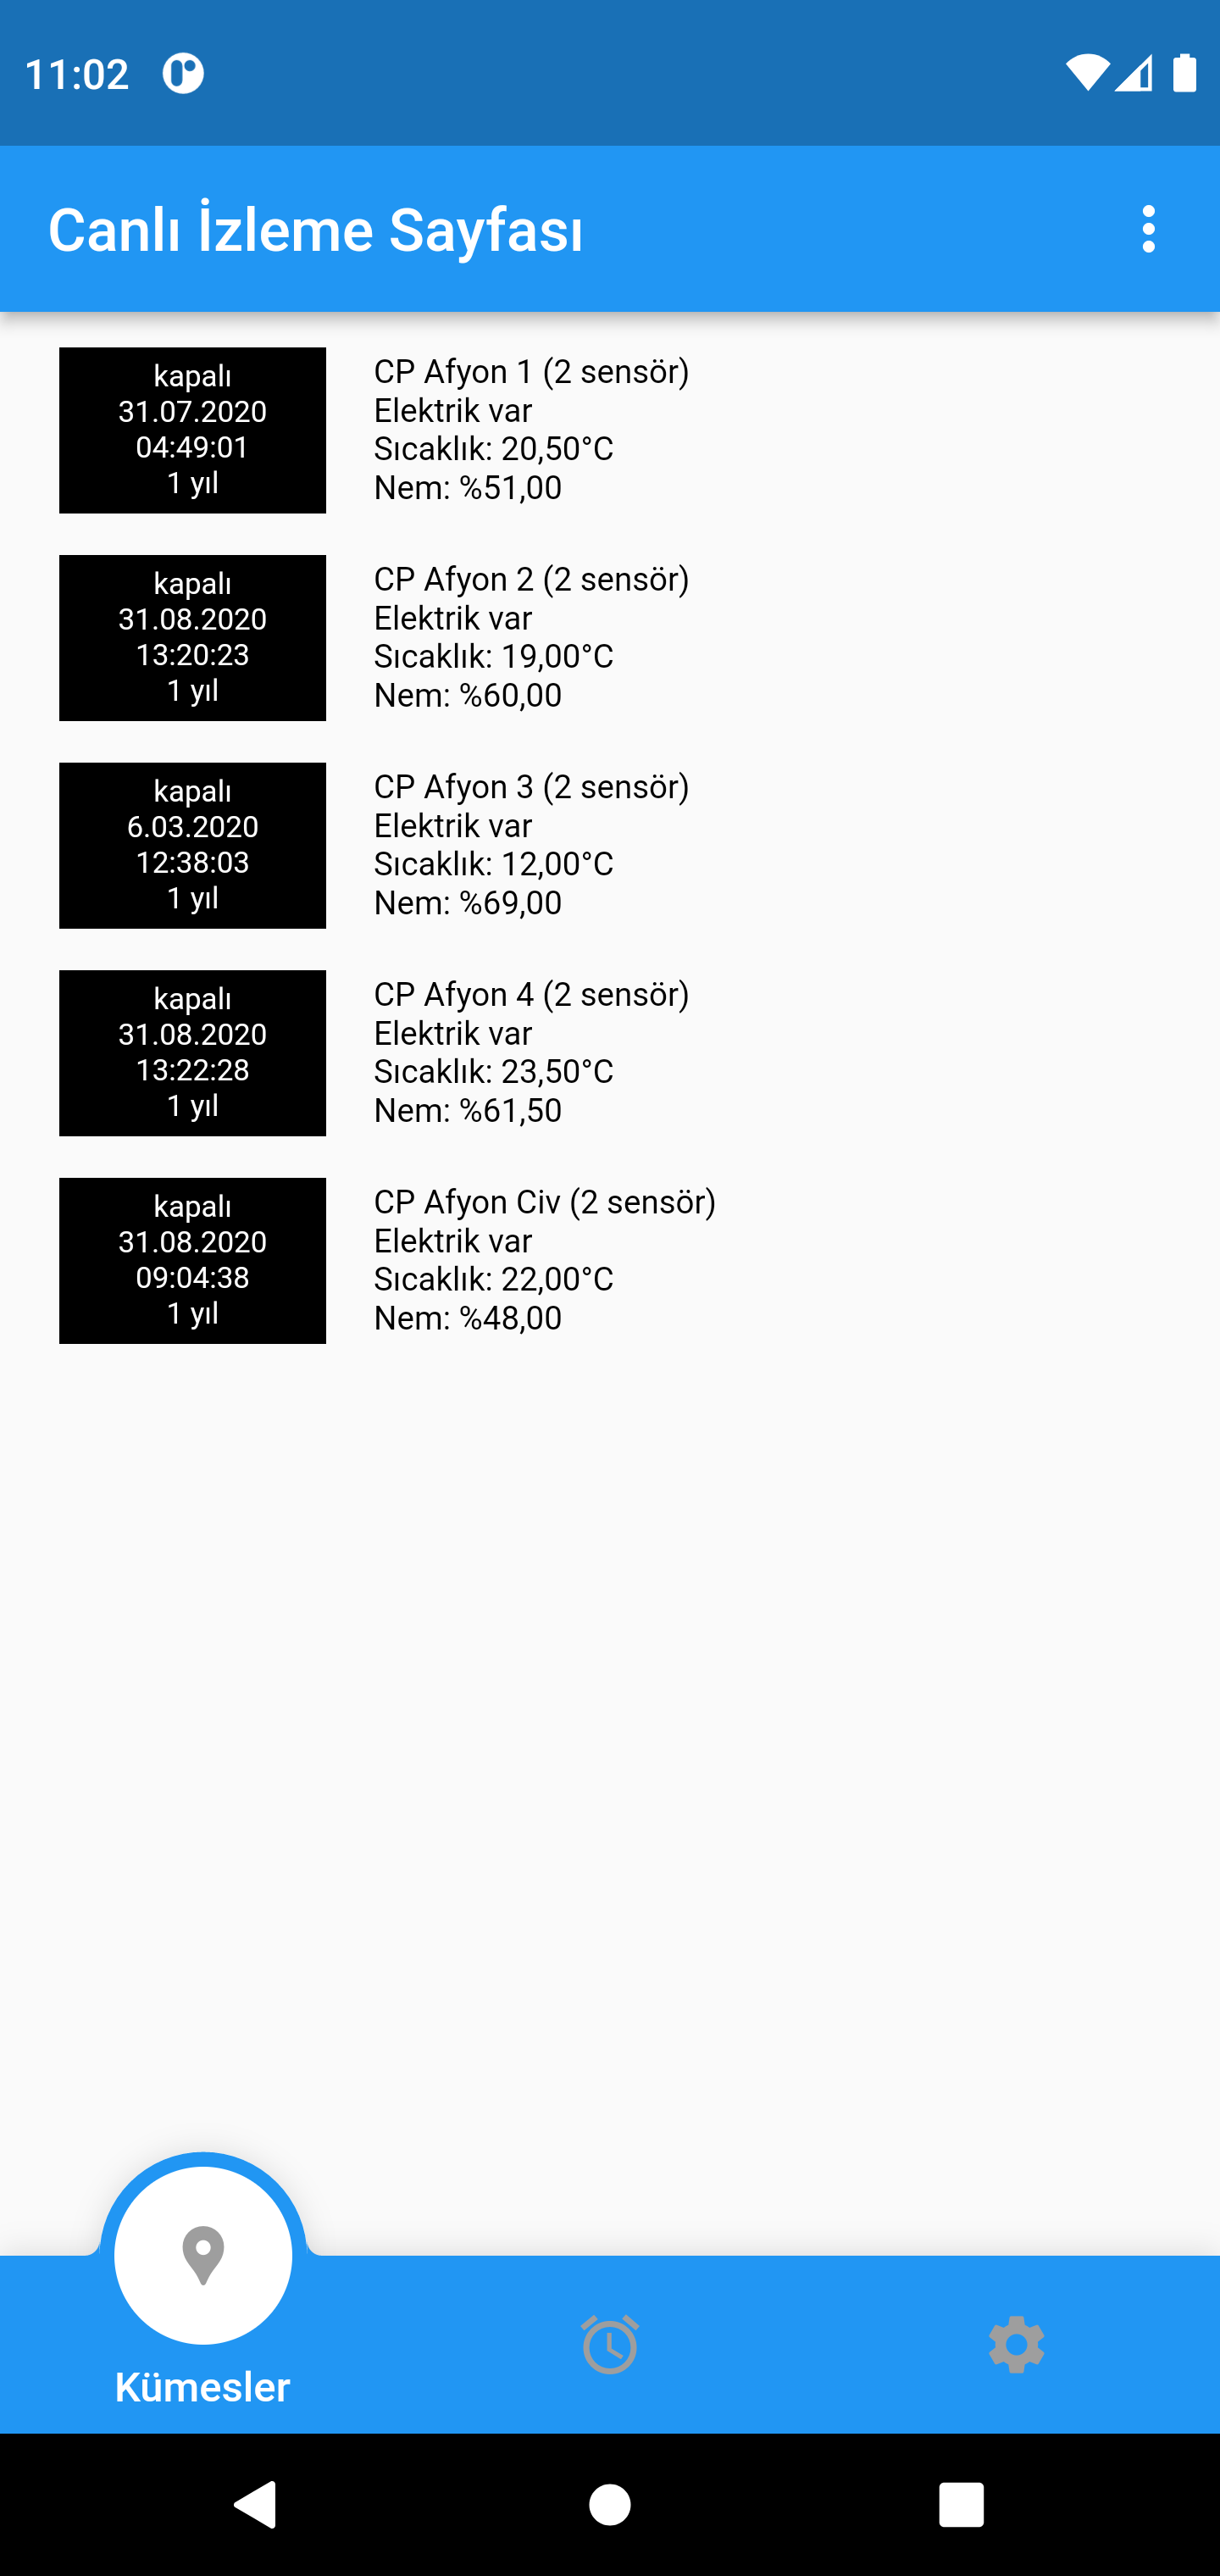 11:02
Canlı İzleme Sayfası
kapalı
31.07.2020
04:49:01
1 yıl
CP Afyon 1 (2 sensör)
Elektrik var
Sıcaklık: 20,50°C
Nem: %51,00
kapalı
31.08.2020
13:20:23
1 yıl
CP Afyon 2 (2 sensör)
Elektrik var
Sıcaklık: 19,00°C
Nem: %60,00
kapalı
6.03.2020
12:38:03
1 yıl
CP Afyon 3 (2 sensör)
Elektrik var
Sıcaklık: 12,00°C
Nem: %69,00
kapalı
31.08.2020
13:22:28
1 yıl
CP Afyon 4 (2 sensör)
Elektrik var
Sıcaklık: 23,50°C
Nem: %61,50
kapalı
31.08.2020
09:04:38
1 yıl
CP Afyon Civ (2 sensör)
Elektrik var
Sıcaklık: 22,00°C
Nem: %48,00
Kümesler